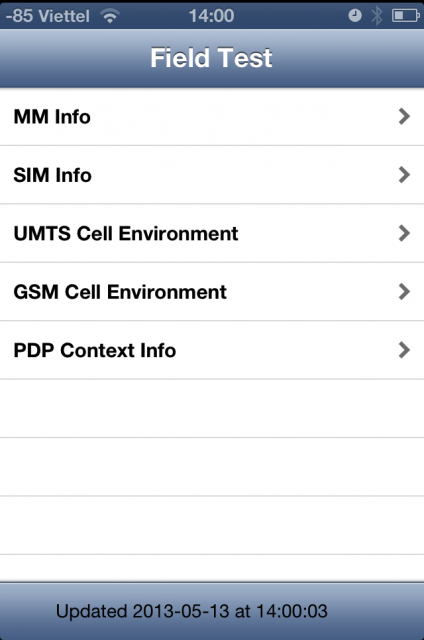 -85 Viettel 14:00
Field Test
MM Info
SIM Info
UMTS Cell Environment
GSM Cell Environment
PDP Context Info
Updated 2013-05-13 at 14:00:03